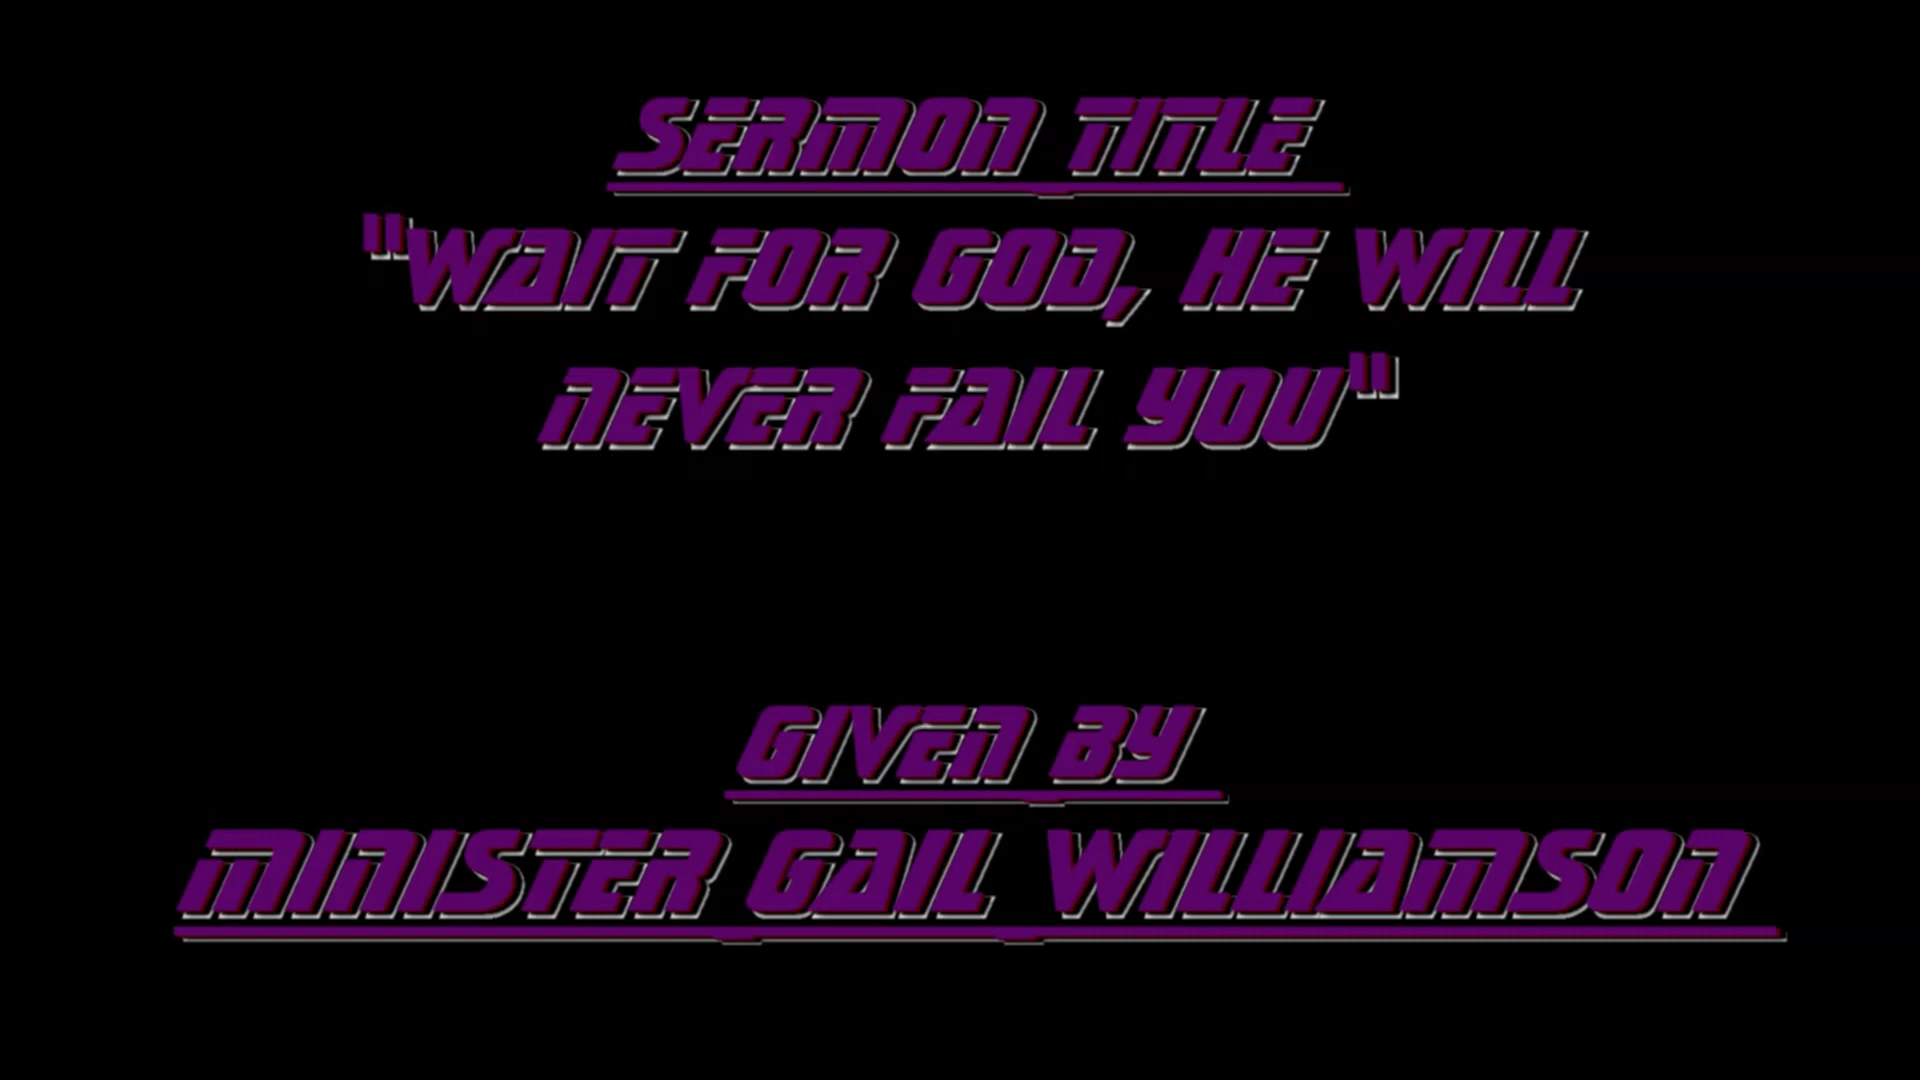 SERMON TITLE
"WAIT FOR GOD, HE WILL
NEVER FAIL YOU"
GIVEN BY
MINISTER GAIL WILLIAMSON